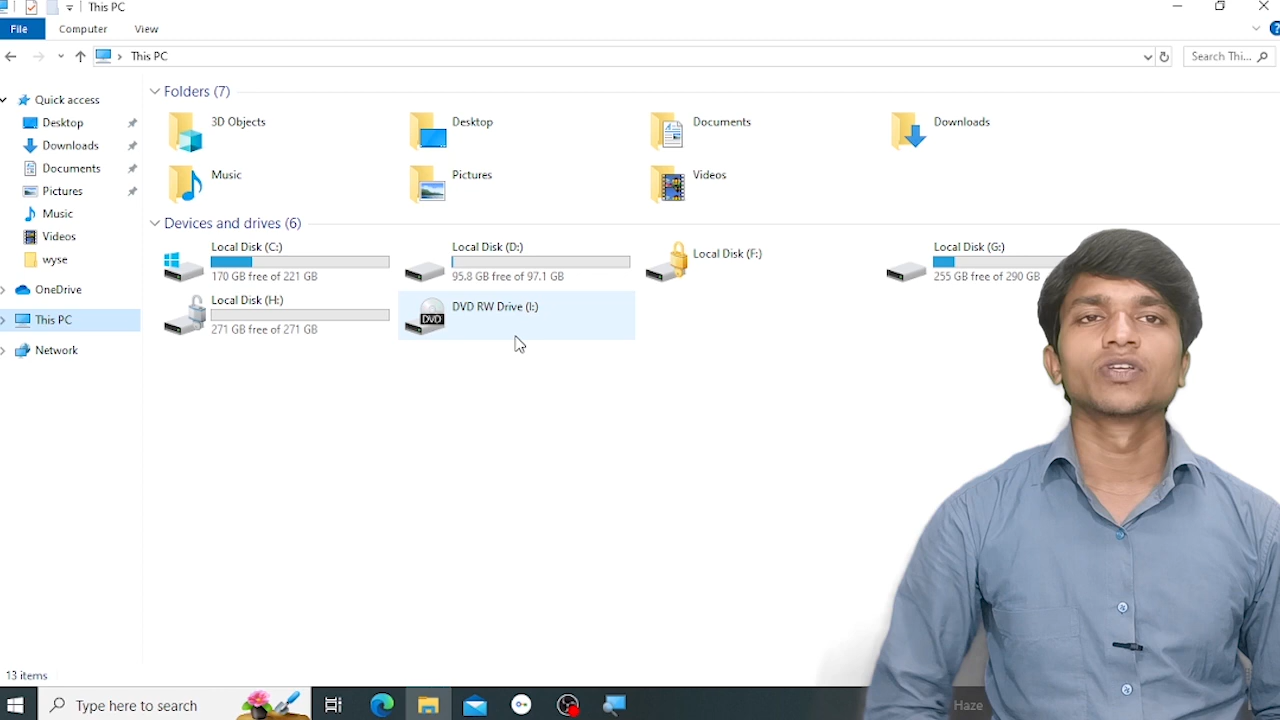 This PC
File Computer View
This PC
Search Thi...
Quick access
Desktop
Downloads
Documents
Pictures
Music
Videos
wyse
OneDrive
This PC
Network
Folders (7)
3D Objects
Desktop
Documents
Downloads
Music
Pictures
Videos
Devices and drives (6)
Local Disk (C:)
170 GB free of 221 GB
Local Disk (D:)
95.8 GB free of 97.1 GB
Local Disk (F:)
Local Disk (G:)
255 GB free of 290 GB
Local Disk (H:)
271 GB free of 271 GB
DVD RW Drive (I:)
DVD
13 items
Type here to search
Haze